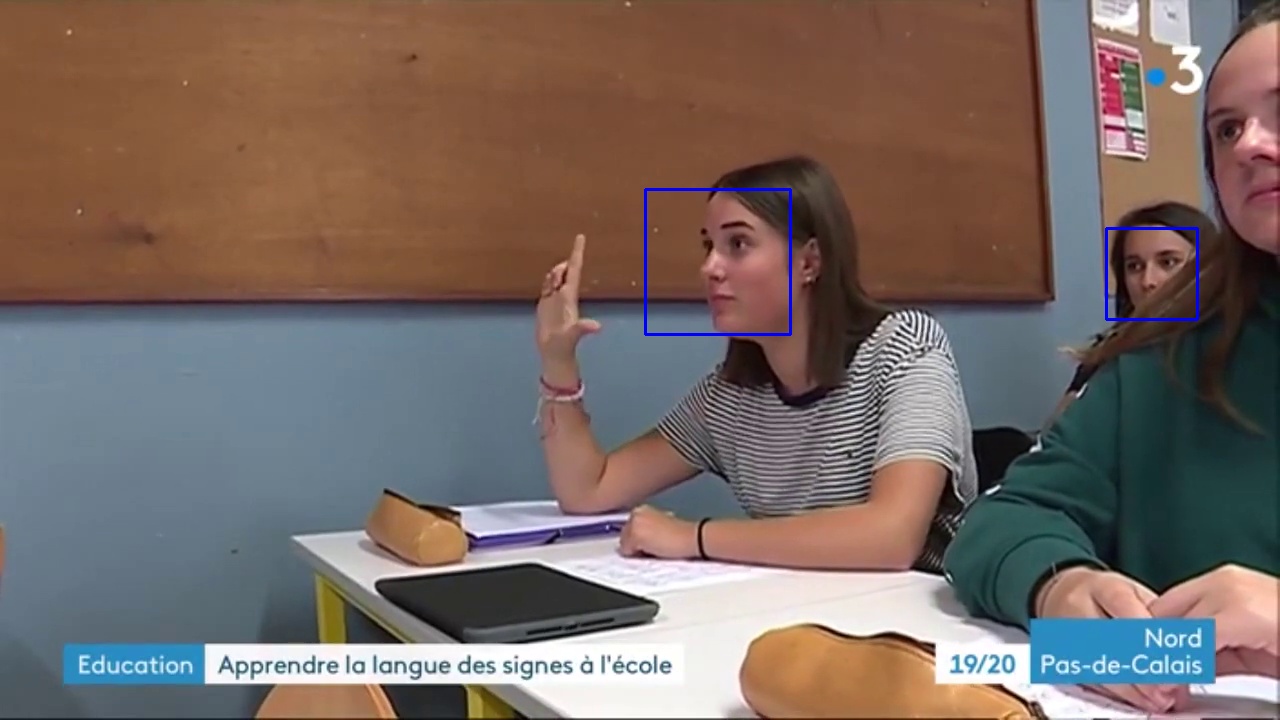 3
Education
Apprendre la langue des signes à l'école
19/20
Nord
Pas-de-Calais